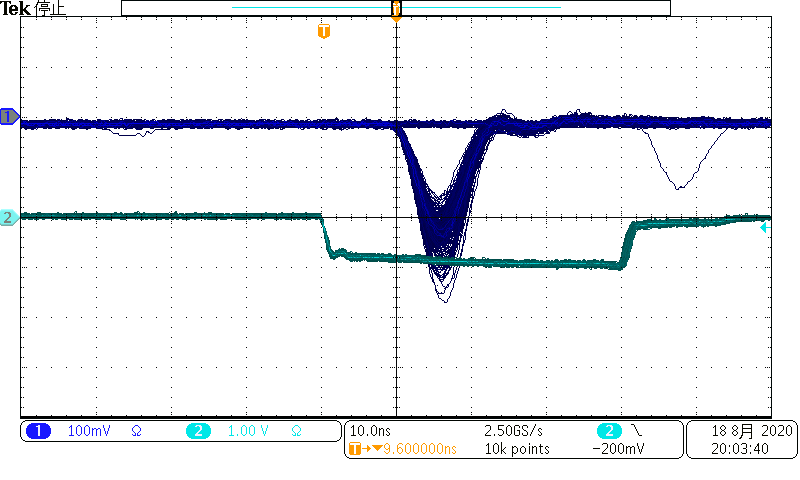 Tek 停止
T
T
1
2
1 100mV Ω 2 1.00 V Ω
10.0ns 2.50GS/s 2
T→▼9.600000ns 10k points −200mV
18 8月 2020
20:03:40